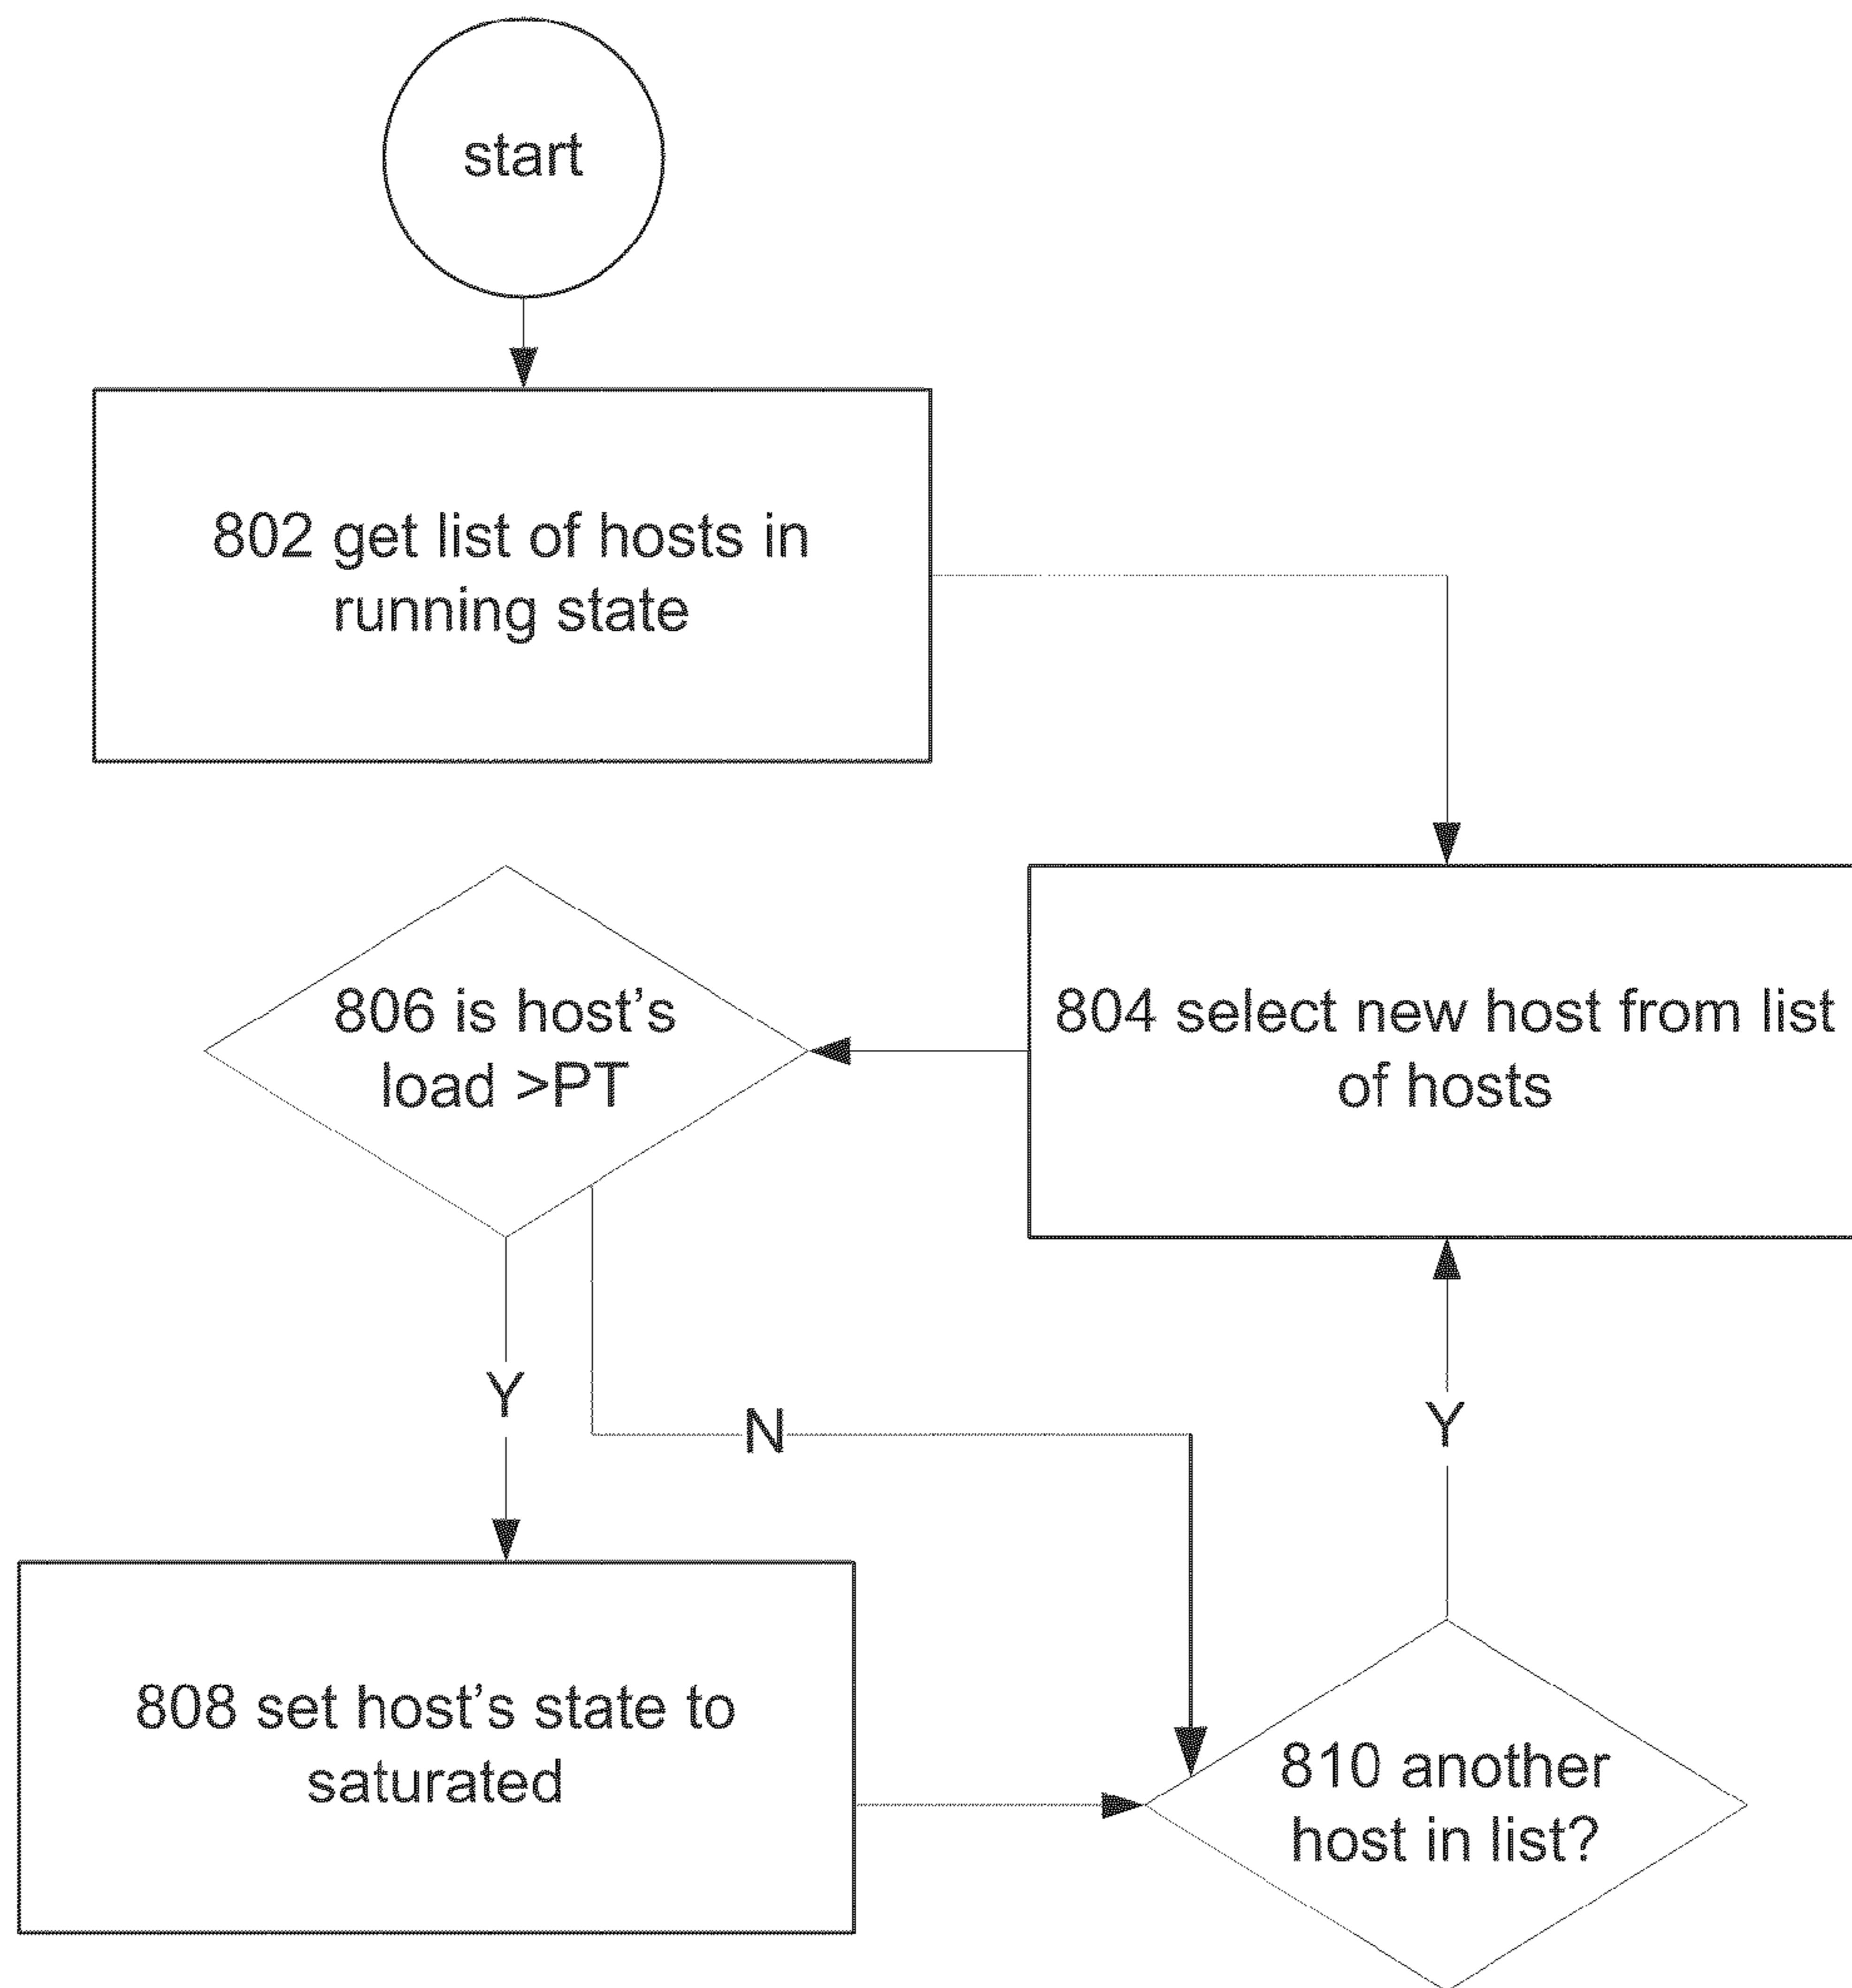 start
802 get list of hosts in
running state
804 select new host from list
of hosts
806 is host's
load >PT
Y
N
Y
808 set host's state to
saturated
810 another
host in list?